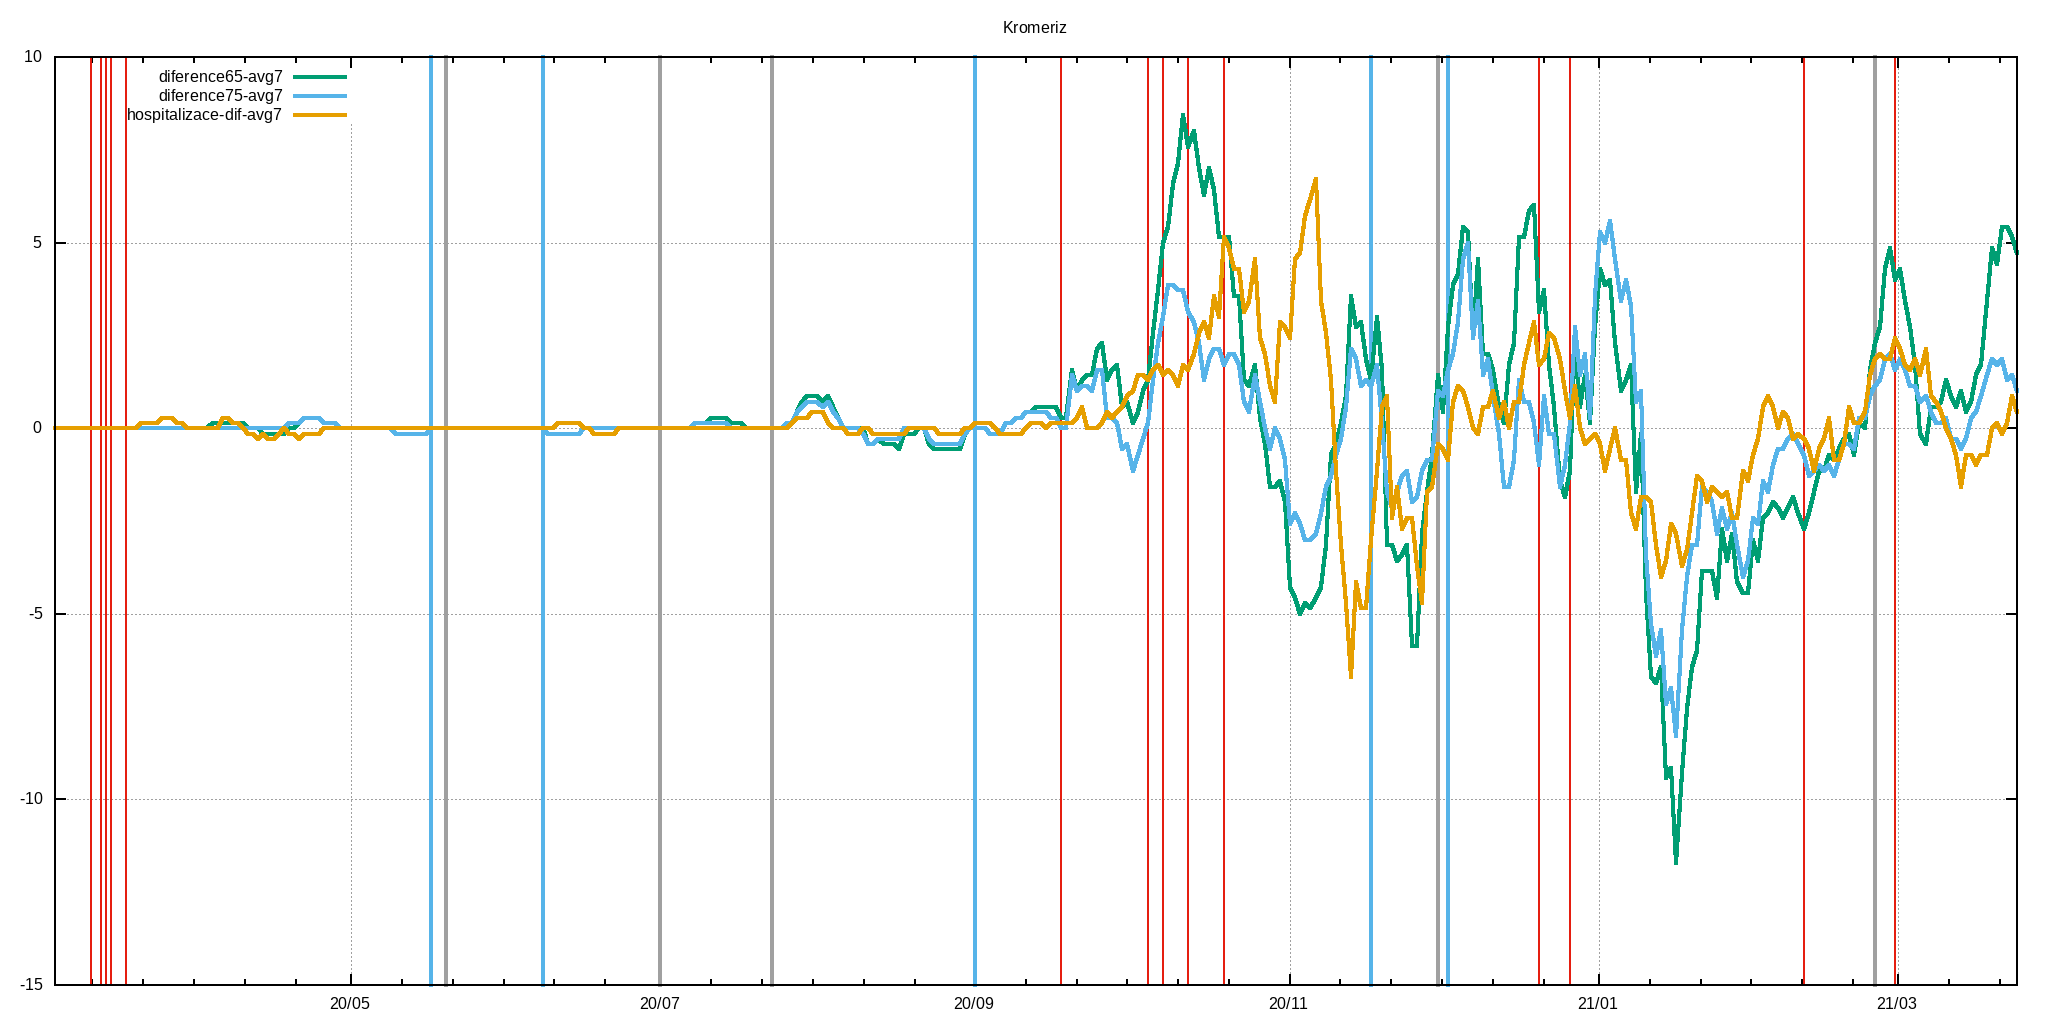 Kromeriz
10
diference65-avg7
diference75-avg7
hospitalizace-dif-avg7
5
0
-5
-10
-15
20/05 20/07 20/09 20/11 21/01 21/03